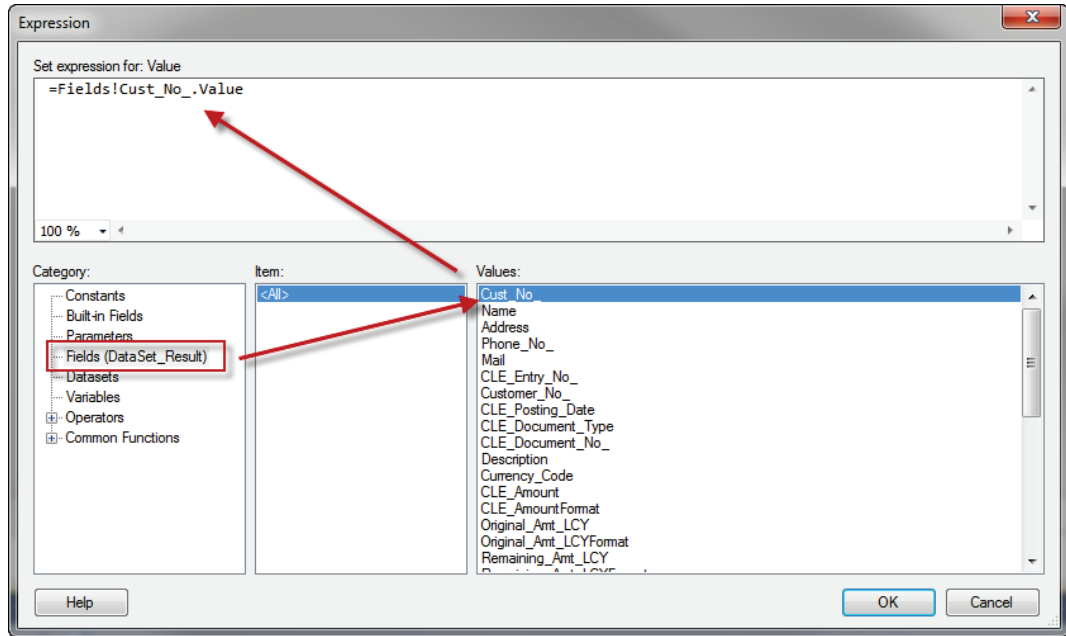 Expression
Set expression for: Value
=Fields!Cust_No_.Value
100 %
Category:
Item:
Values:
Constants
Built-in Fields
Parameters
Fields (DataSet_Result)
Datasets
Variables
Operators
Common Functions
<All>
Cust_No_
Name
Address
Phone_No_
Mail
CLE_Entry_No_
Customer_No_
CLE_Posting_Date
CLE_Document_Type
CLE_Document_No_
Description
Currency_Code
CLE_Amount
CLE_AmountFormat
Original_Amt_LCY
Original_Amt_LCYFormat
Remaining_Amt_LCY
Help
OK
Cancel